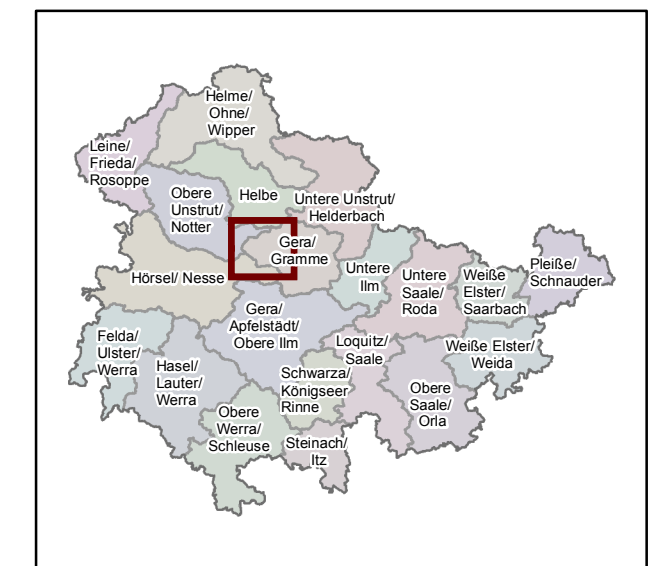 Helme/
Ohne/
Wipper
Leine/
Frieda/
Rosoppe
Obere
Unstrut/
Notter
Helbe
Untere Unstrut/
Helderbach
Gera/
Gramme
Hörsel/ Nesse
Untere
Ilm
Untere
Saale/
Roda
Weiße
Elster/
Saarbach
Pleiße/
Schnauder
Gera/
Apfelstädt/
Obere Ilm
Felda/
Ulster/
Werra
Hasel/
Lauter/
Werra
Loquitz/
Saale
Weiße Elster/
Weida
Schwarza/
Königseer
Rinne
Obere
Saale/
Orla
Obere
Werra/
Schleuse
Steinach/
Itz